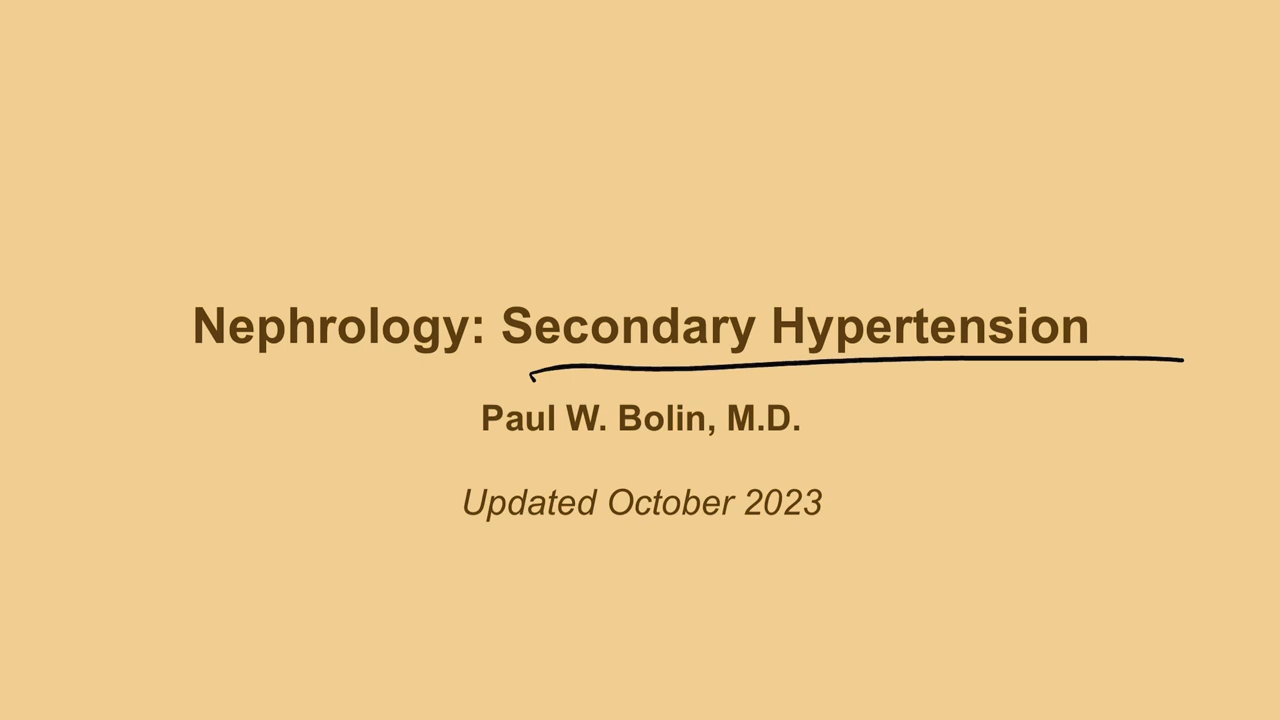 Nephrology: Secondary Hypertension
Paul W. Bolin, M.D.
Updated October 2023